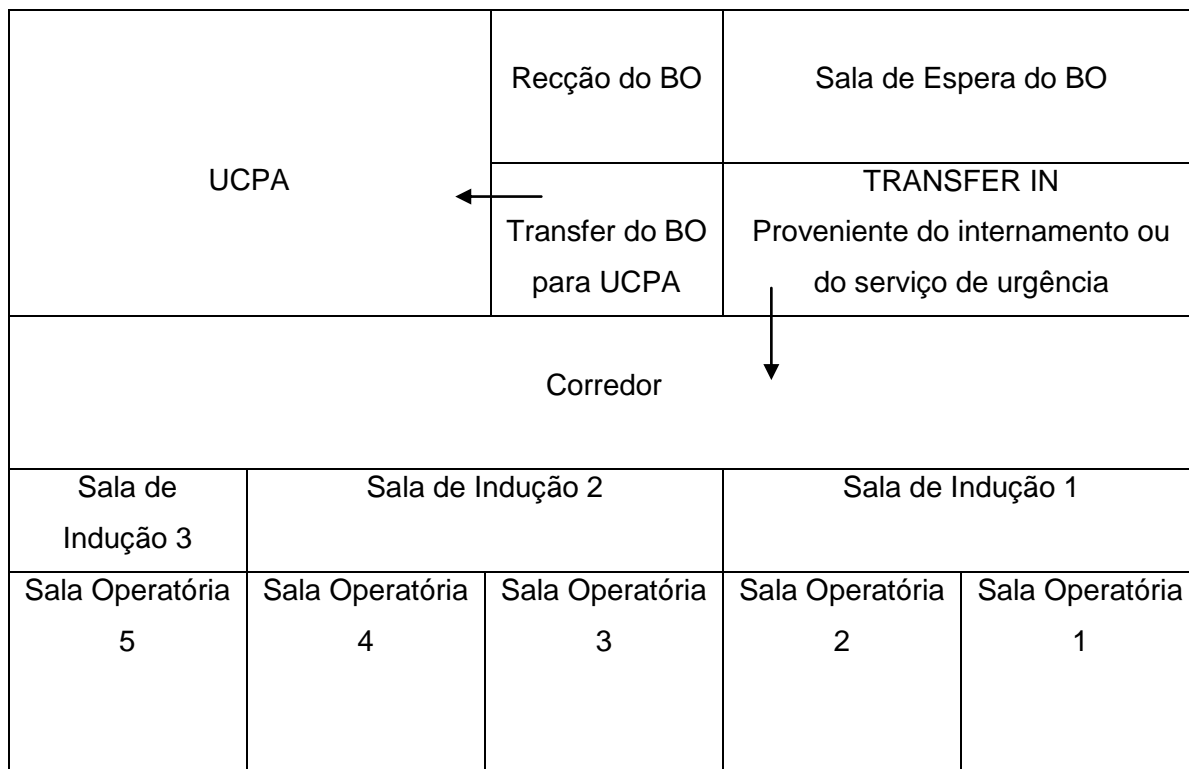 Recção do BO
Sala de Espera do BO
UCPA
Transfer do BO
para UCPA
TRANSFER IN
Proveniente do internamento ou
do serviço de urgência
Corredor
Sala de
Indução 3
Sala de Indução 2
Sala de Indução 1
Sala Operatória
5
Sala Operatória
4
Sala Operatória
3
Sala Operatória
2
Sala Operatória
1